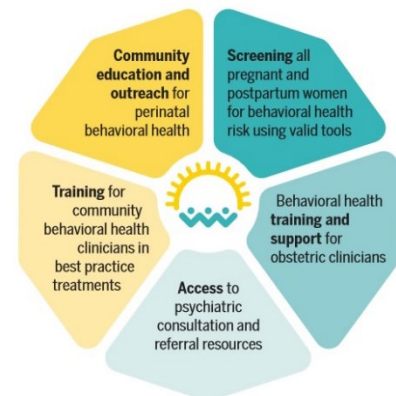 Community
education and
outreach for
perinatal
behavioral health
Screening all
pregnant and
postpartum women
for behavioral health
risk using valid tools
Behavioral health
training and
support for
obstetric clinicians
Access to
psychiatric
consultation and
referral resources
Training for
community
behavioral health
clinicians in
best practice
treatments